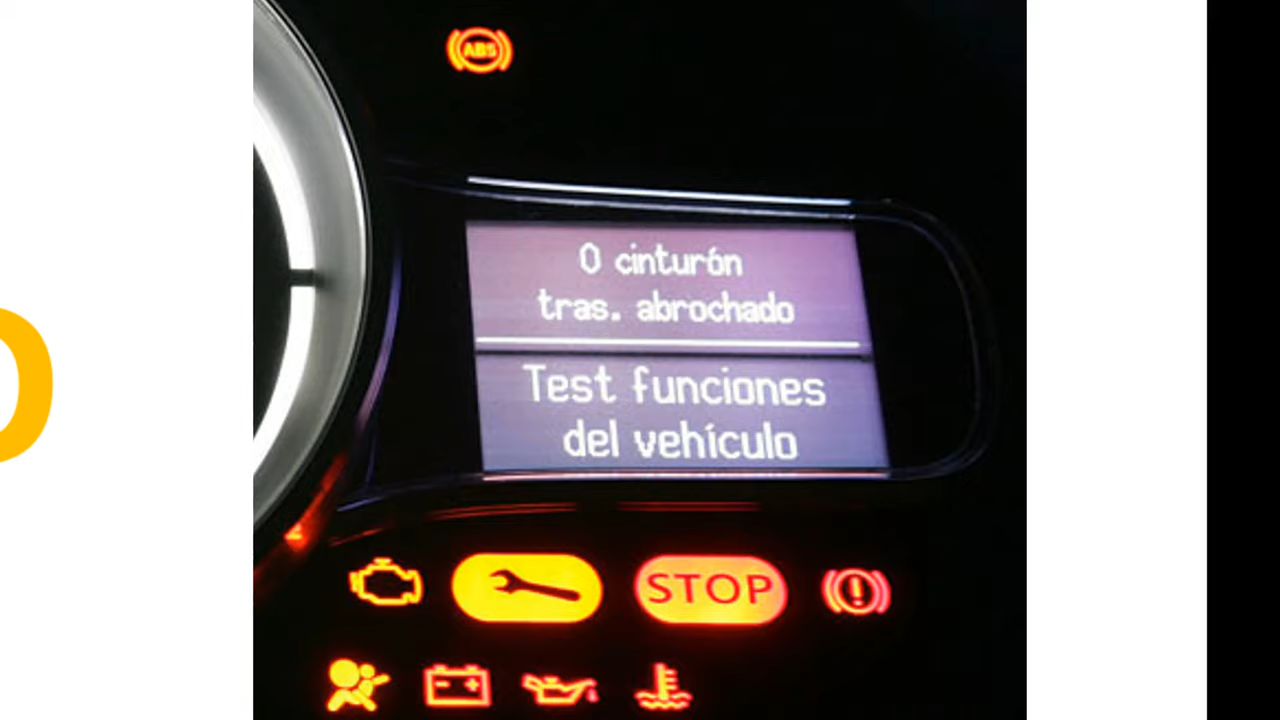 ABS
0 cinturón
tras. abrochado
Test funciones
del vehículo
STOP